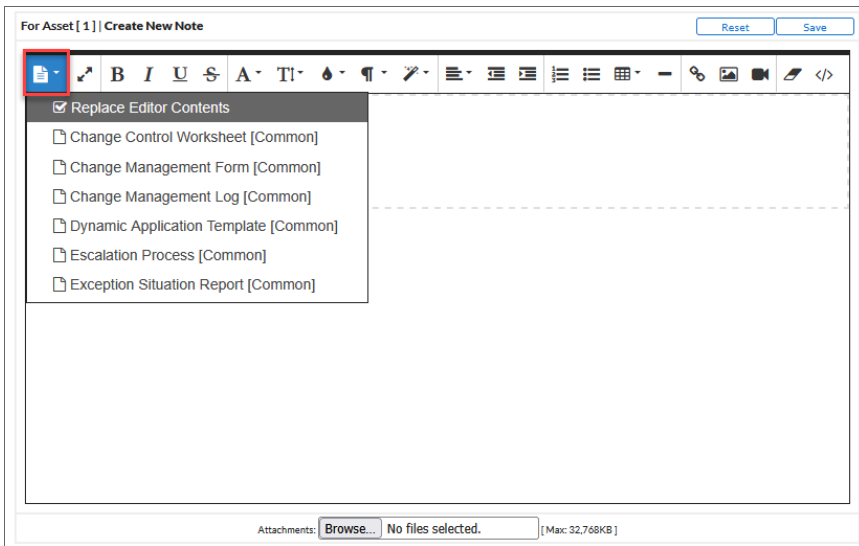 For Asset [ 1 ] | Create New Note Reset Save
B I U S A T
Replace Editor Contents
Change Control Worksheet [Common]
Change Management Form [Common]
Change Management Log [Common]
Dynamic Application Template [Common]
Escalation Process [Common]
Exception Situation Report [Common]
Attachments: Browse... No files selected. [ Max: 32,768KB ]